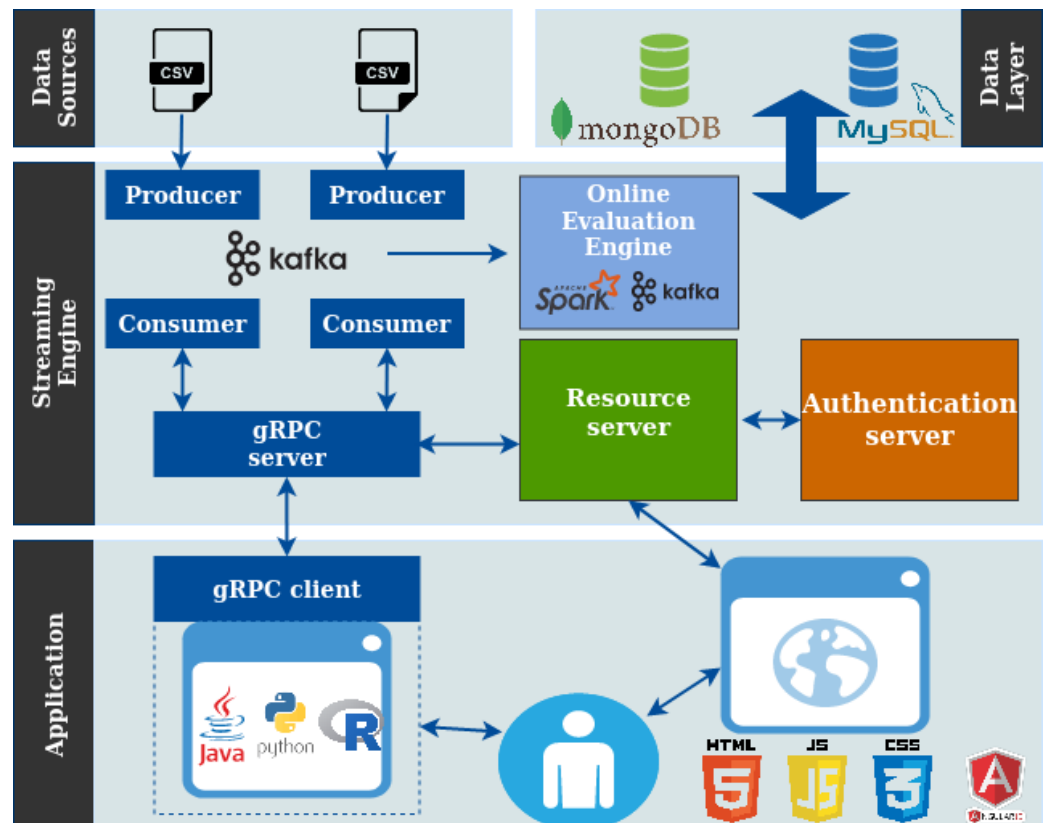 Data
Sources
CSV
CSV
mongoDB
MySQL
Data
Layer
Streaming
Engine
Producer
Producer
kafka
Online
Evaluation
Engine
APACHE
Spark
kafka
Consumer
Consumer
gRPC
server
Resource
server
Authentication
server
Application
gRPC client
Java
python
R
HTML
5
JS
JS
CSS
3
A